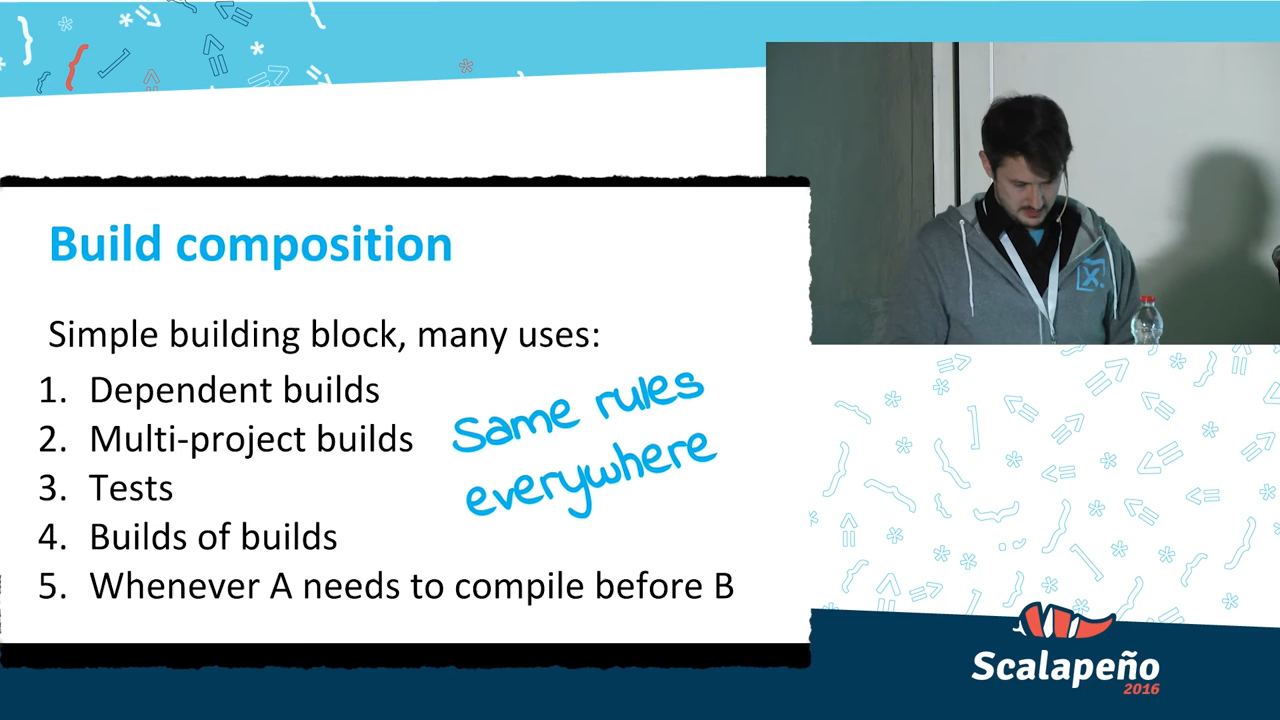 Build composition
Simple building block, many uses:
1. Dependent builds
2. Multi-project builds
3. Tests
4. Builds of builds
5. Whenever A needs to compile before B
Same rules
everywhere
X
Scalapeño
2016